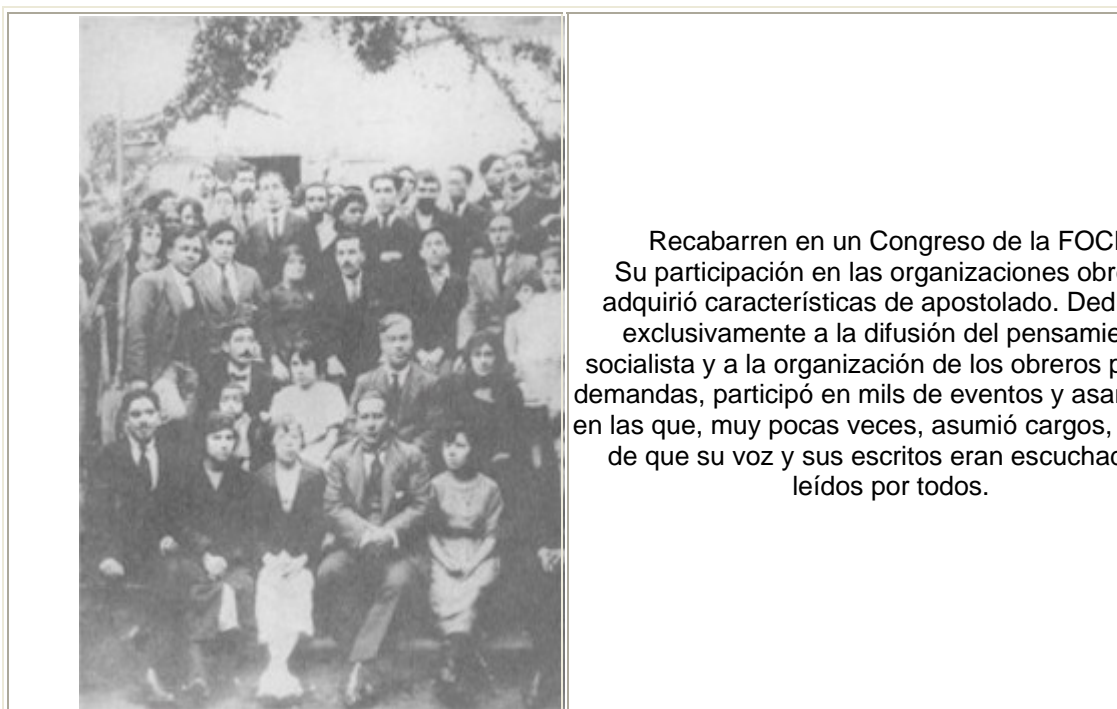 Recabarren en un Congreso de la
Su participación en las organizaciones
adquirió características de apostolado.
exclusivamente a la difusión del
socialista y a la organización de los obreros
demandas, participó en mils de eventos y
en las que, muy pocas veces, asumió cargos,
de que su voz y sus escritos eran
leídos por todos.